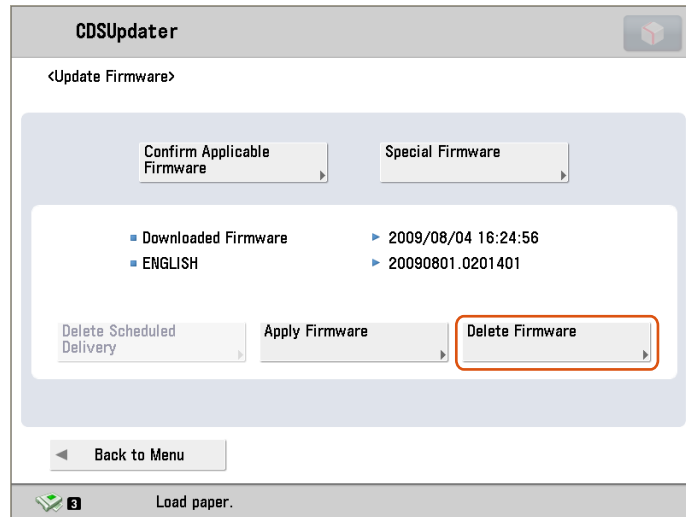 CDSUpdater
<Update Firmware>
Confirm Applicable
Firmware
Special Firmware
Downloaded Firmware
2009/08/04 16:24:56
ENGLISH
20090801.0201401
Delete Scheduled
Delivery
Apply Firmware
Delete Firmware
Back to Menu
3
Load paper.